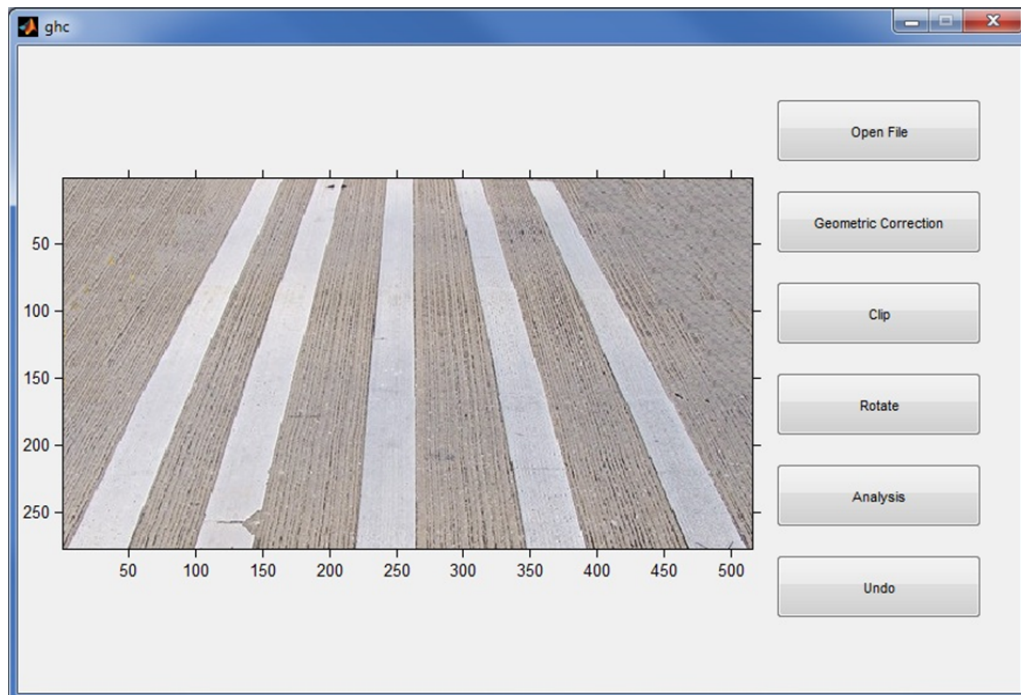 ghc
Open File
Geometric Correction
Clip
Rotate
Analysis
Undo
50
100
150
200
250
50 100 150 200 250 300 350 400 450 500